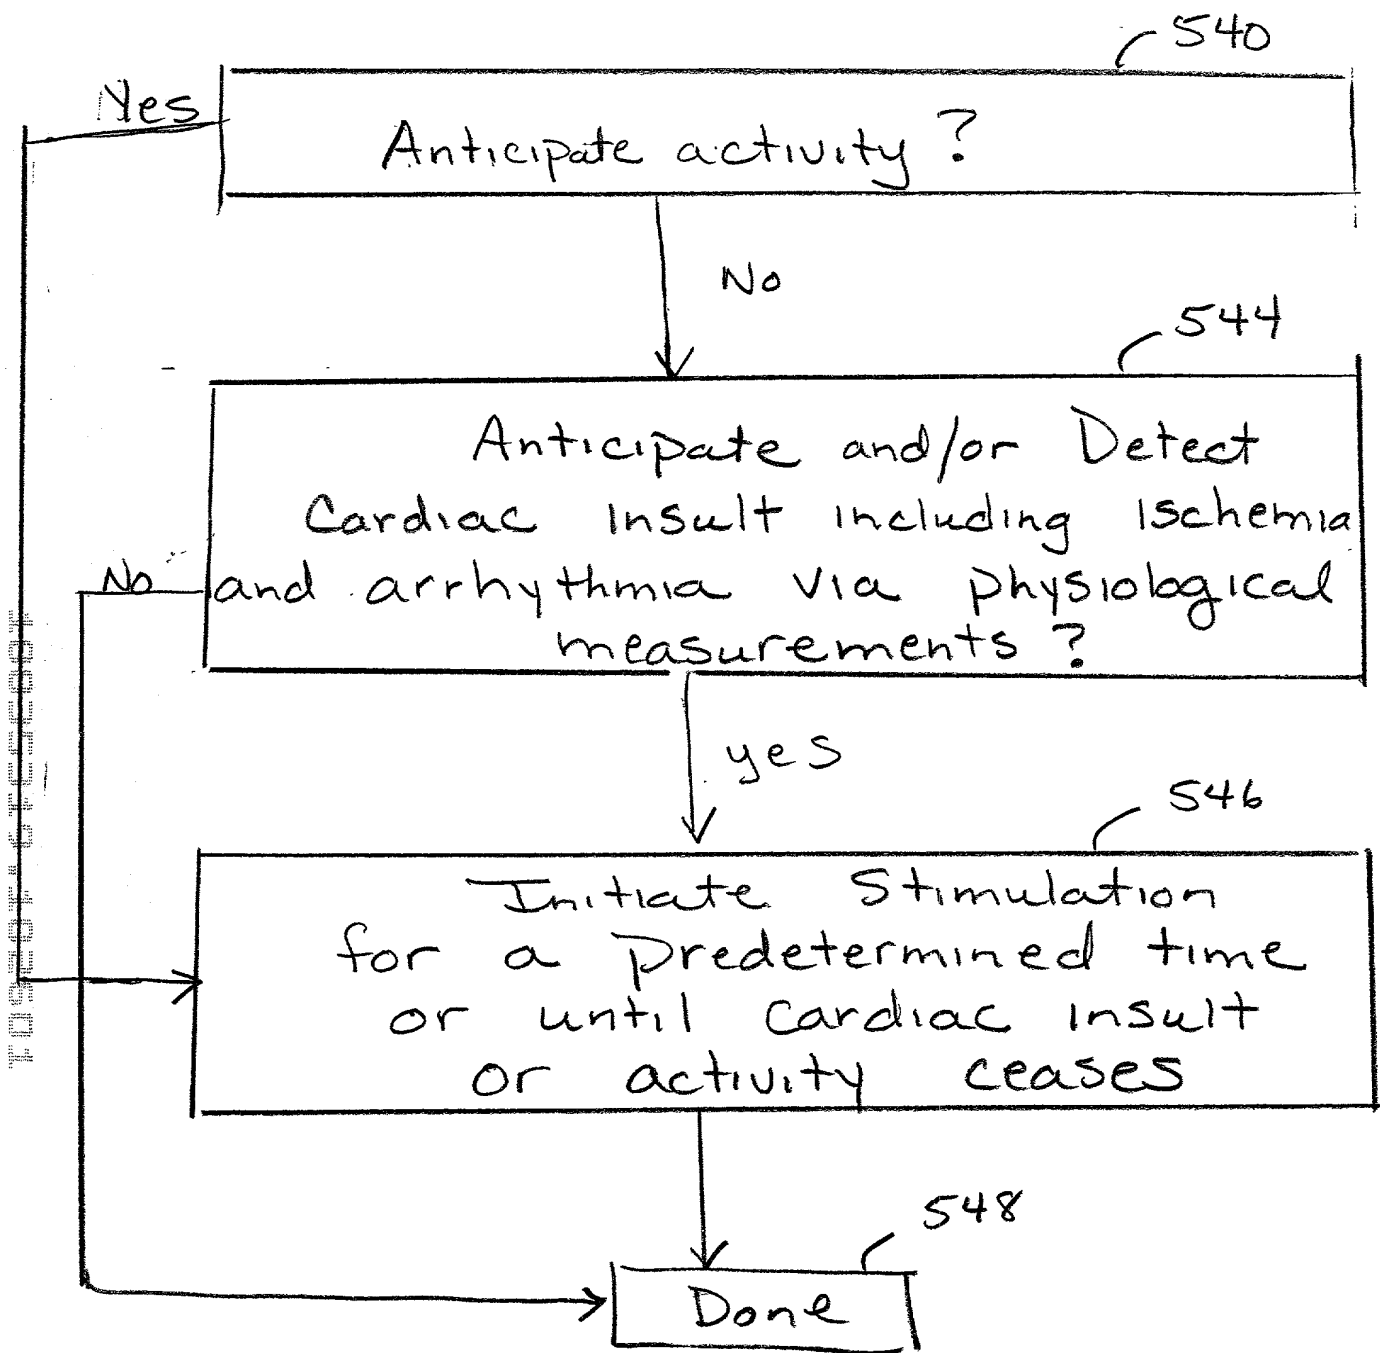 540
Yes
Anticipate activity?
No
544
Anticipate and/or Detect
Cardiac insult including ischemia
No
and arrhythmia via physiological
measurements?
yes
546
Initiate Stimulation
for a predetermined time
or until cardiac insult
or activity ceases
548
Done